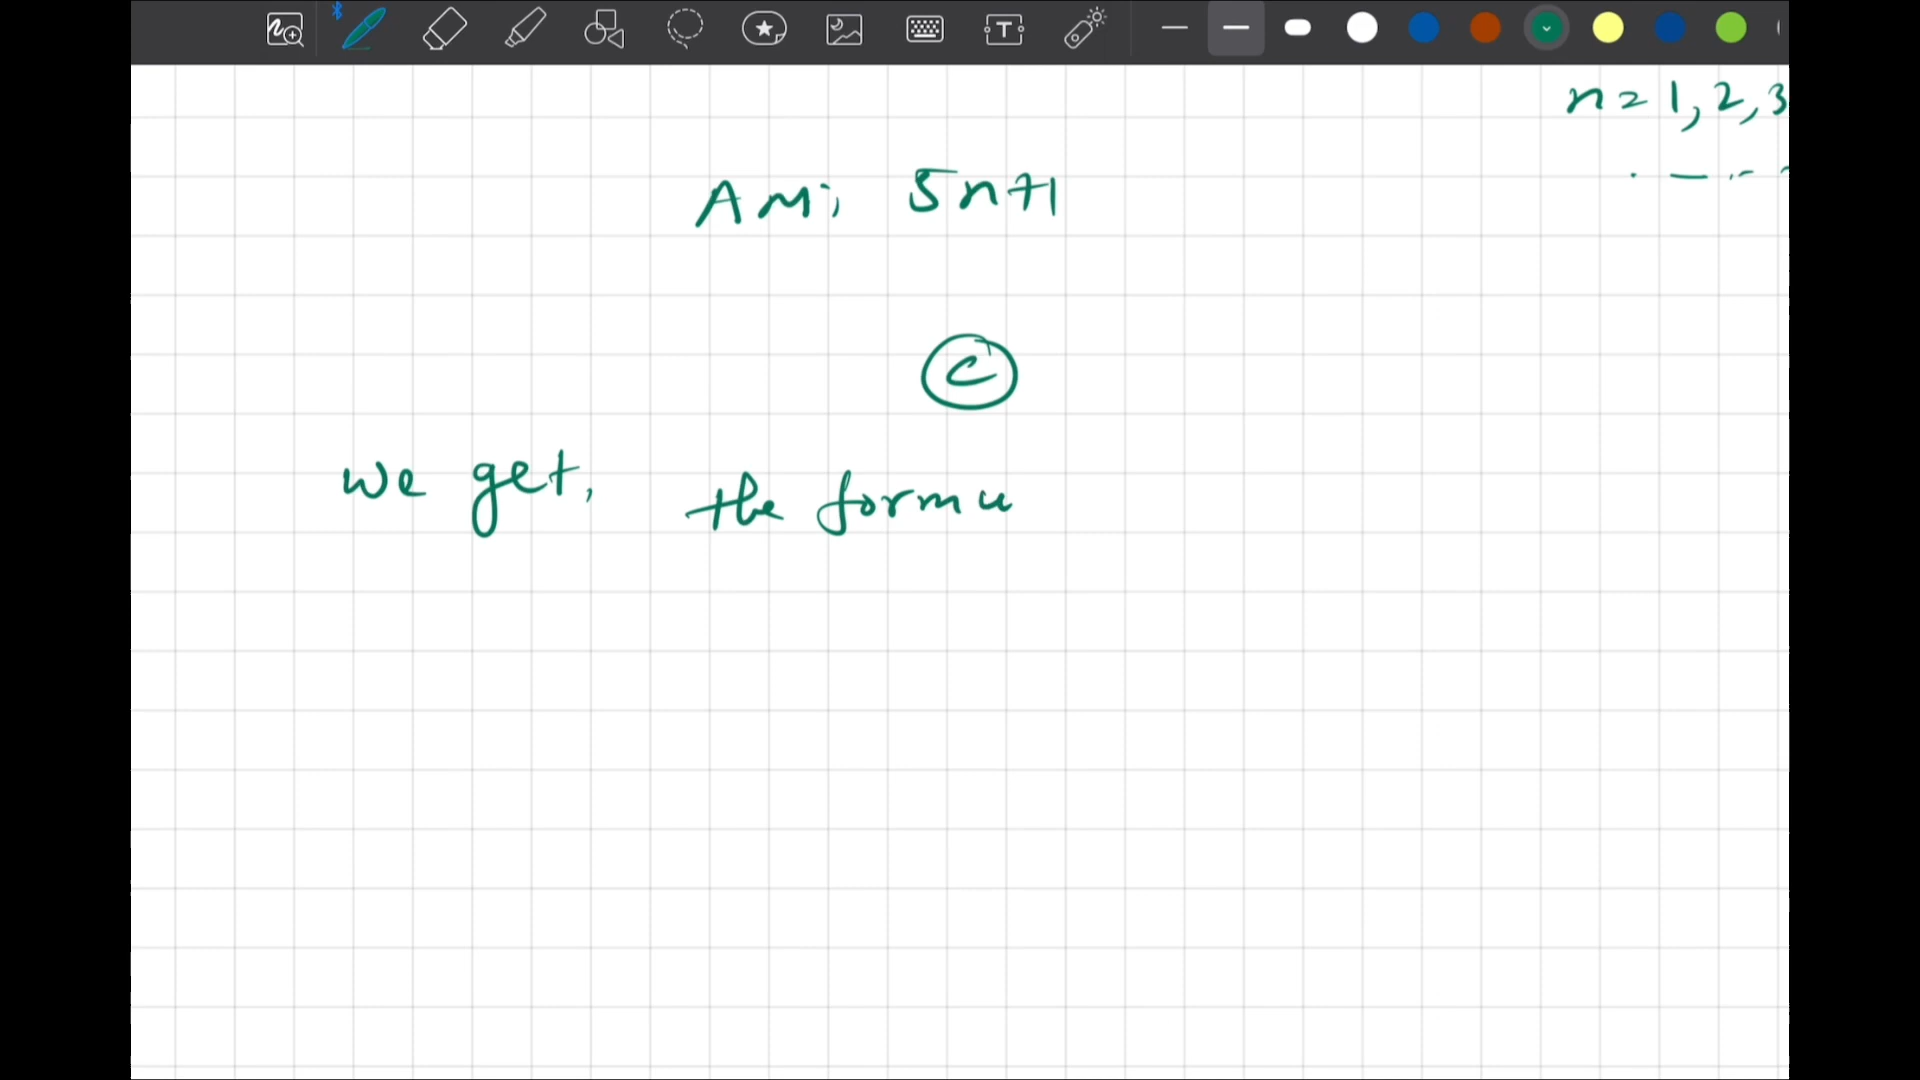 n = 1, 2, 3
. - . - -
Ans; 5n+1
C
we get, the formu